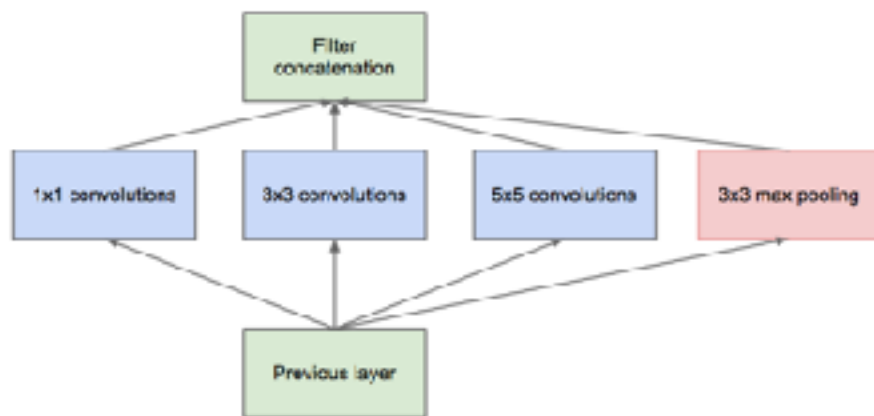 Filter
concatenation
1x1 convolutions
3x3 convolutions
5x5 convolutions
3x3 max pooling
Previous layer